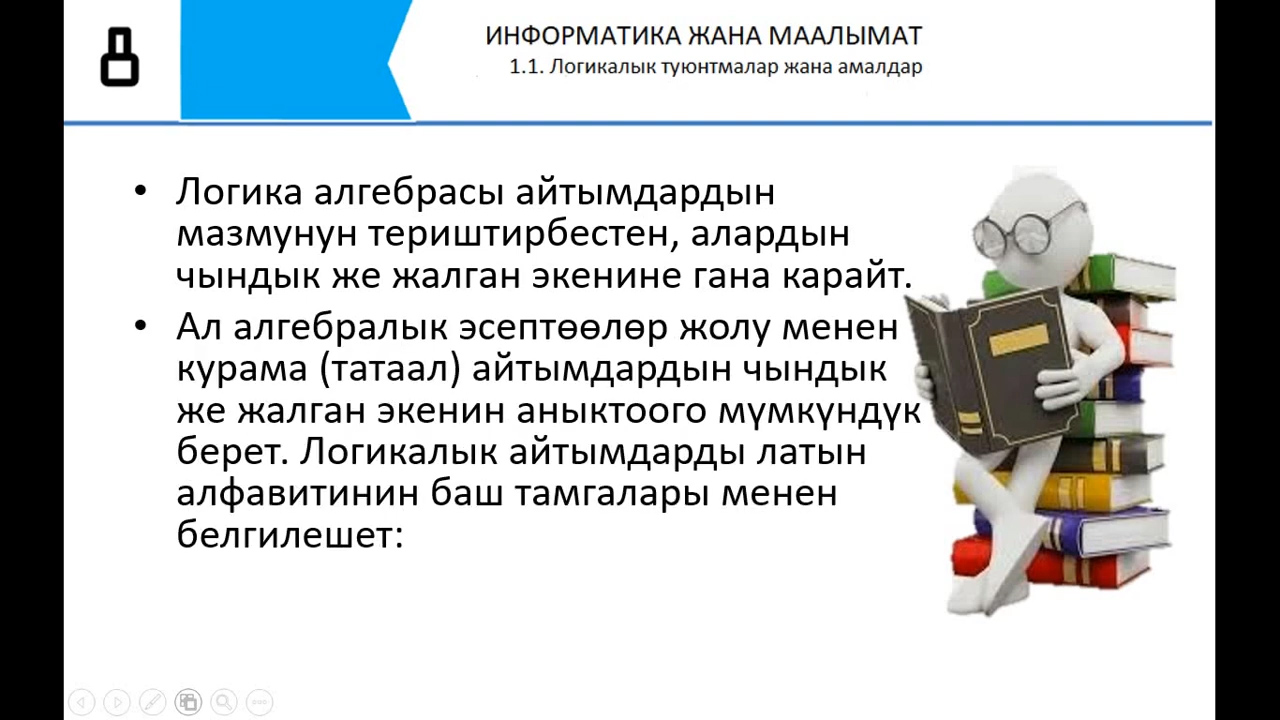 8
ИНФОРМАТИКА ЖАНА МААЛЫМАТ
1.1. Логикалык туюнтмалар жана амалдар
• Логика алгебрасы айтымдардын
мазмунун териштирбестен, алардын
чындык же жалган экенине гана карайт.
• Ал алгебралык эсептөөлөр жолу менен
курама (татаал) айтымдардын чындык
же жалган экенин аныктоого мүмкүндүк
берет. Логикалык айтымдарды латын
алфавитинин баш тамгалары менен
белгилешет: